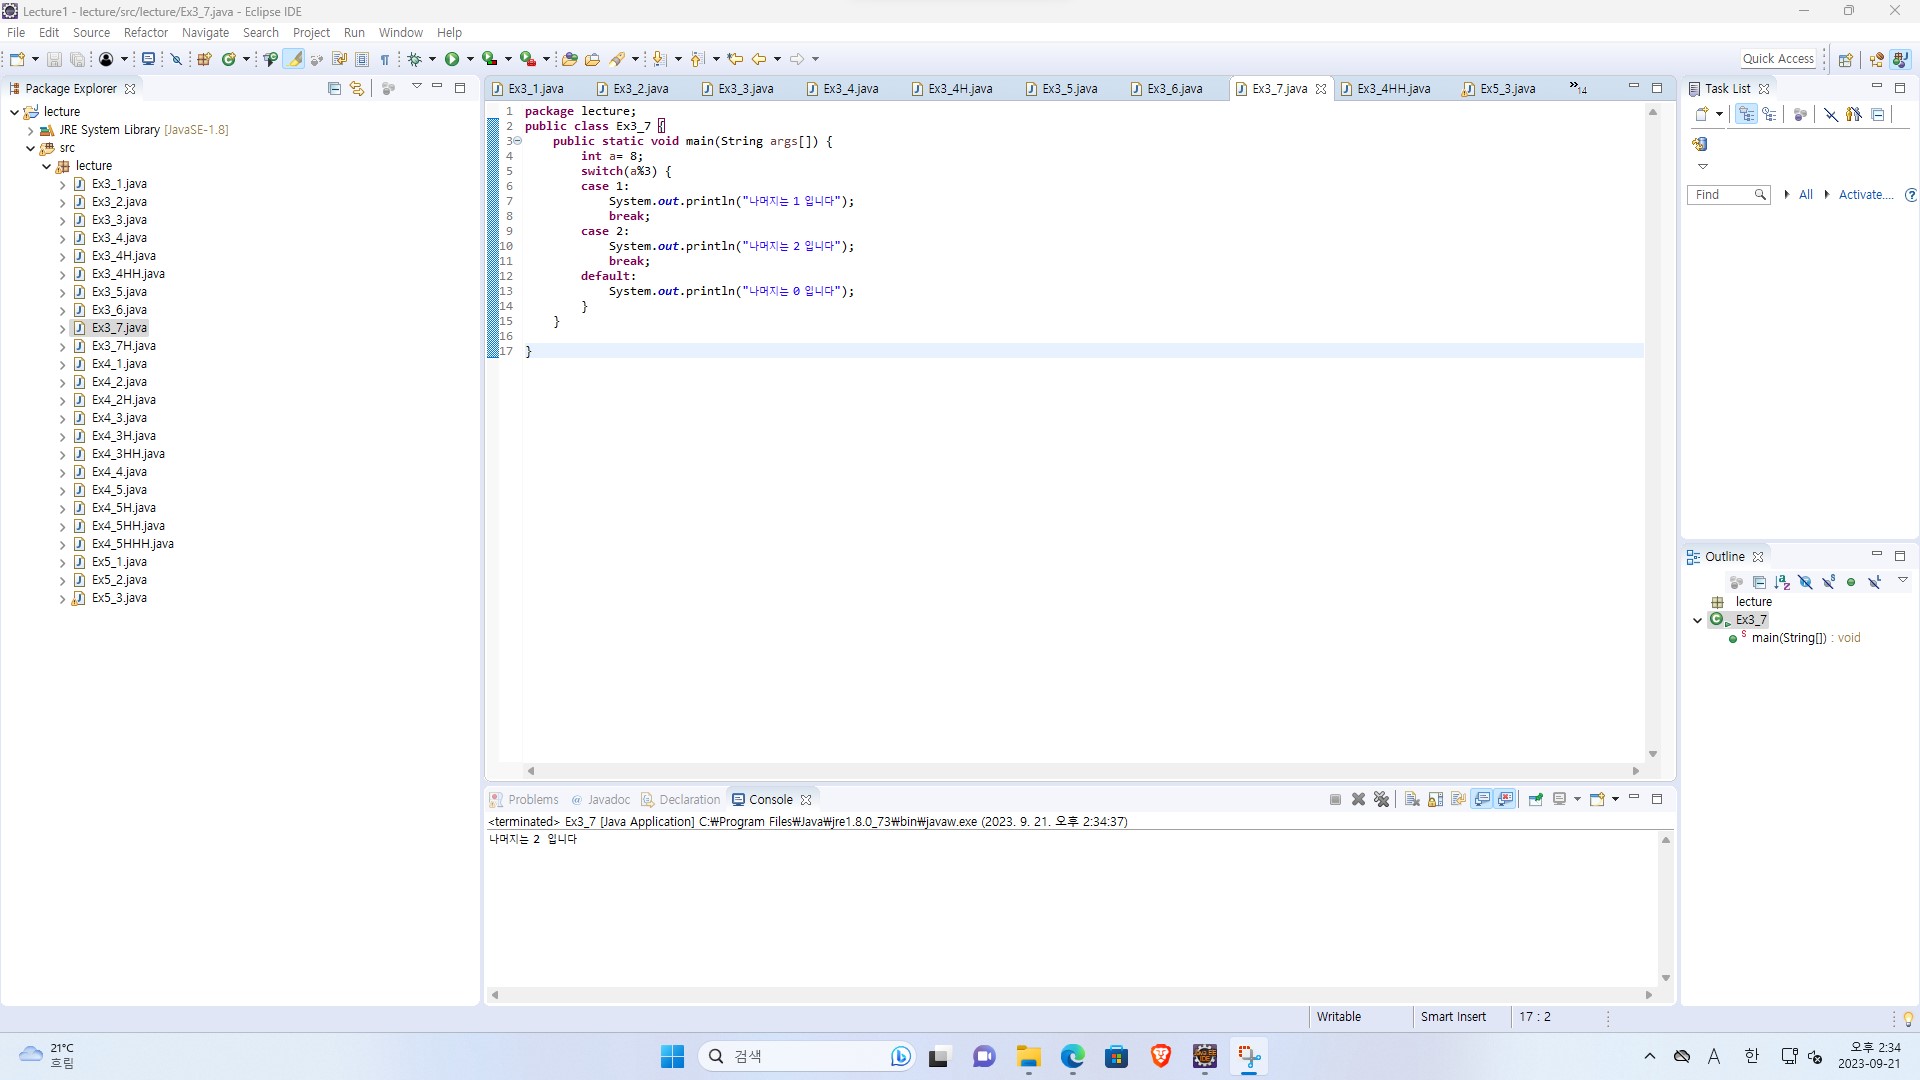 Lecture1 - lecture/src/lecture/Ex3_7.java - Eclipse IDE
File Edit Source Refactor Navigate Search Project Run Window Help
Quick Access
Package Explorer
Ex3_1.java Ex3_2.java Ex3_3.java Ex3_4.java Ex3_4H.java Ex3_5.java Ex3_6.java Ex3_7.java Ex3_4HH.java Ex5_3.java »14
Task List
lecture
JRE System Library [JavaSE-1.8]
src
lecture
Ex3_1.java
Ex3_2.java
Ex3_3.java
Ex3_4.java
Ex3_4H.java
Ex3_4HH.java
Ex3_5.java
Ex3_6.java
Ex3_7.java
Ex3_7H.java
Ex4_1.java
Ex4_2.java
Ex4_2H.java
Ex4_3.java
Ex4_3H.java
Ex4_3HH.java
Ex4_4.java
Ex4_5.java
Ex4_5H.java
Ex4_5HH.java
Ex4_5HHH.java
Ex5_1.java
Ex5_2.java
Ex5_3.java
1 package lecture;
2 public class Ex3_7 {
3 public static void main(String args[]) {
4 int a= 8;
5 switch(a%3) {
6 case 1:
7 System.out.println("나머지는 1 입니다");
8 break;
9 case 2:
10 System.out.println("나머지는 2 입니다");
11 break;
12 default:
13 System.out.println("나머지는 0 입니다");
14 }
15 }
16
17 }
Find All Activate...
Outline
lecture
Ex3_7
main(String[]) : void
Problems Javadoc Declaration Console
<terminated> Ex3_7 [Java Application] C:₩Program Files₩Java₩jre1.8.0_73₩bin₩javaw.exe (2023. 9. 21. 오후 2:34:37)
나머지는 2 입니다
Writable Smart Insert 17 : 2
21°C
흐림
검색
A 한
오후 2:34
2023-09-21